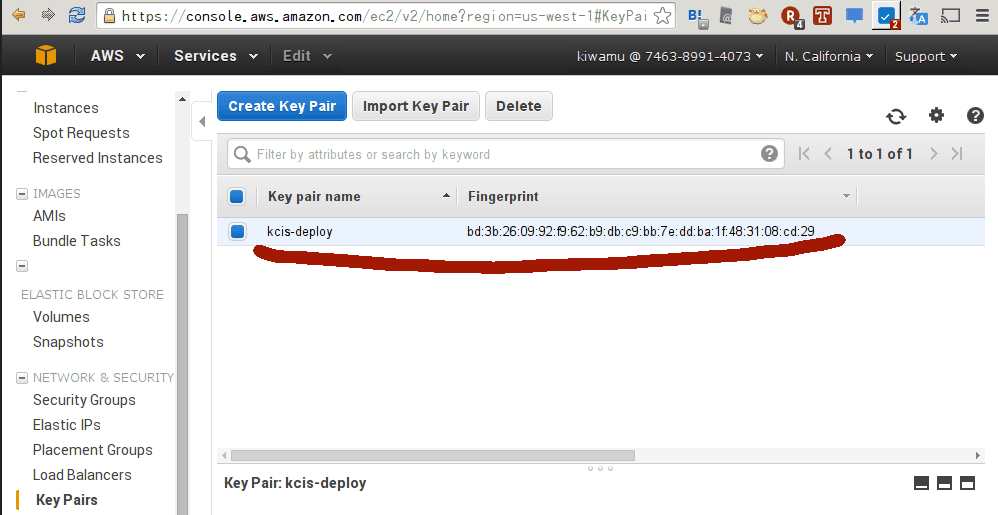 https://console.aws.amazon.com/ec2/v2/home?region=us-west-1#KeyPai
B!
R
4
T
2
AWS Services Edit kiwamu @ 7463-8991-4073 N. California Support
Instances
Spot Requests
Reserved Instances
IMAGES
AMIs
Bundle Tasks
ELASTIC BLOCK STORE
Volumes
Snapshots
NETWORK & SECURITY
Security Groups
Elastic IPs
Placement Groups
Load Balancers
Key Pairs
Create Key Pair Import Key Pair Delete
Filter by attributes or search by keyword
1 to 1 of 1
Key pair name Fingerprint
kcis-deploy bd:3b:26:09:92:f9:62:b9:db:c9:bb:7e:dd:ba:1f:48:31:08:cd:29
Key Pair: kcis-deploy